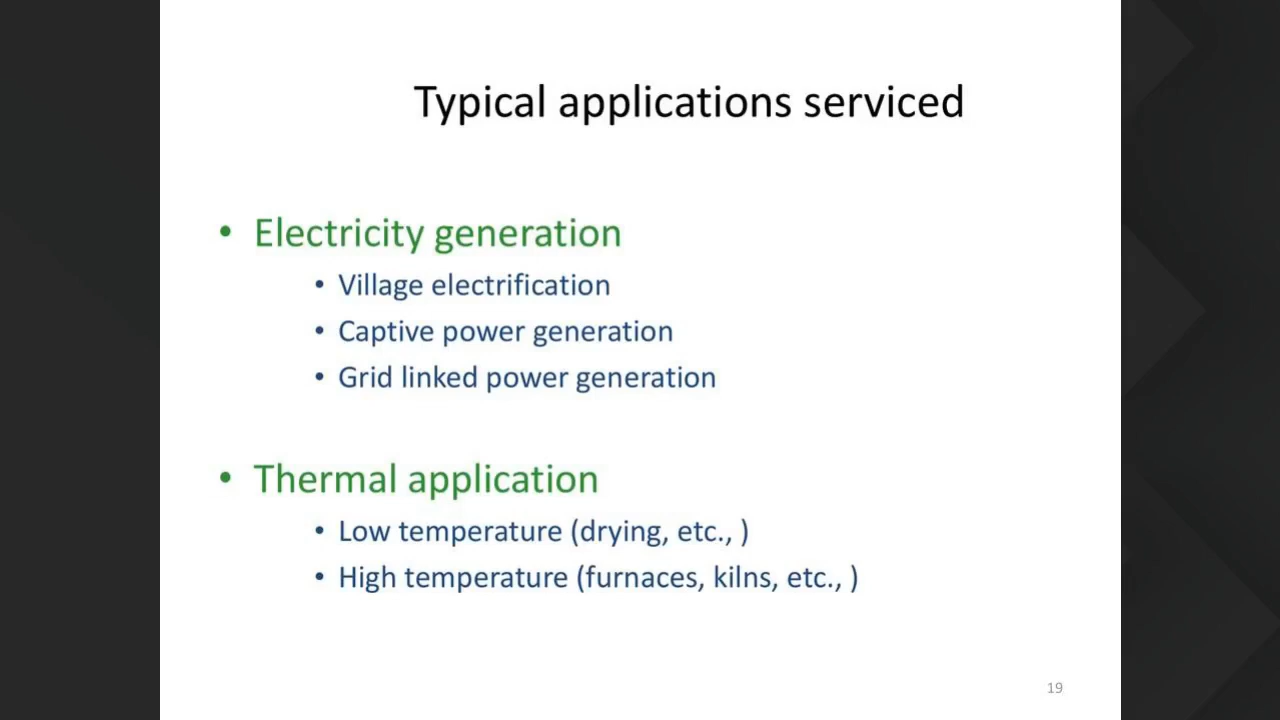 Typical applications serviced
• Electricity generation
• Village electrification
• Captive power generation
• Grid linked power generation
• Thermal application
• Low temperature (drying, etc., )
• High temperature (furnaces, kilns, etc., )
19